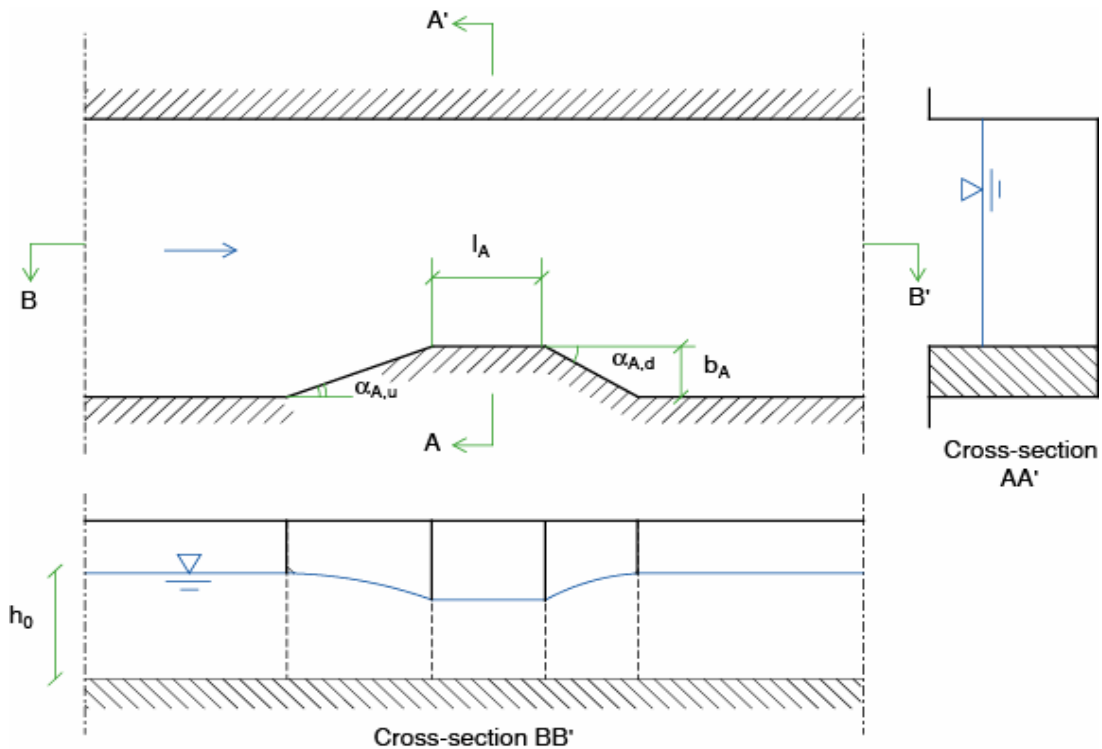 A'
l_A
B
B'
α_A,u
α_A,d
b_A
A
Cross-section
AA'
h_0
Cross-section BB'